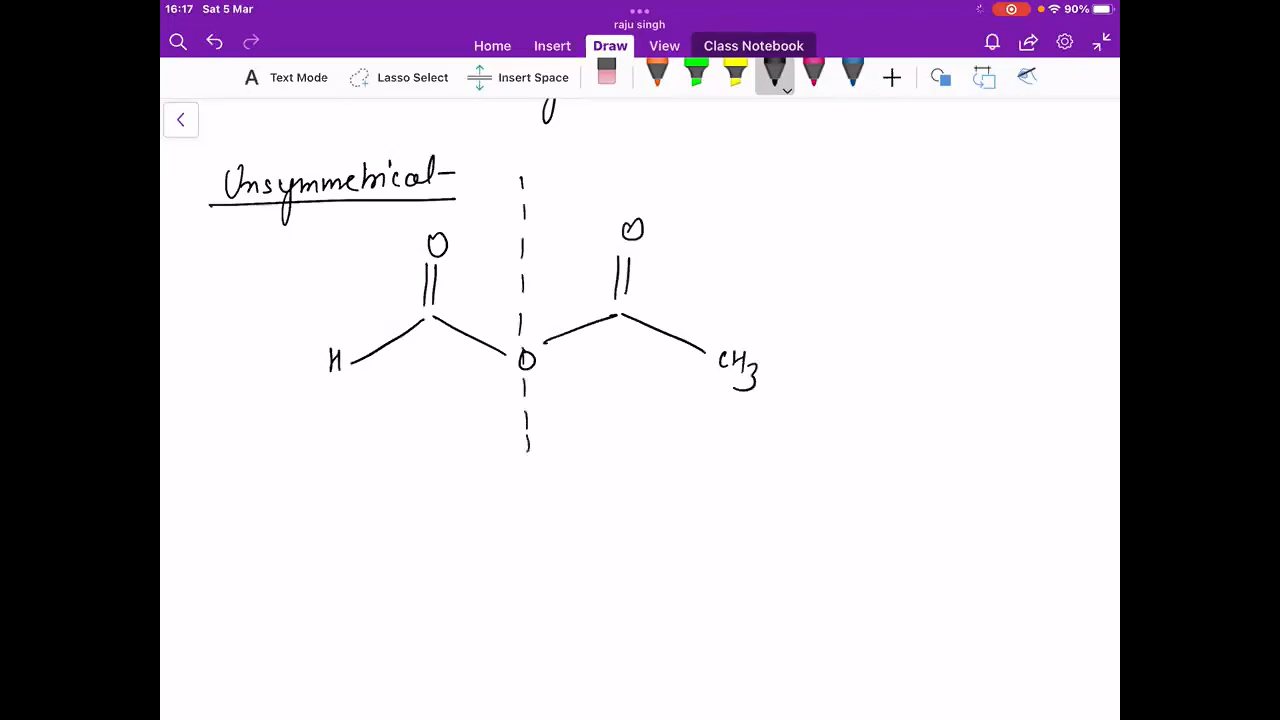 16:17 Sat 5 Mar
90%
raju singh
Home Insert Draw View Class Notebook
A Text Mode Lasso Select Insert Space
Unsymmetrical-
O O
H O CH3